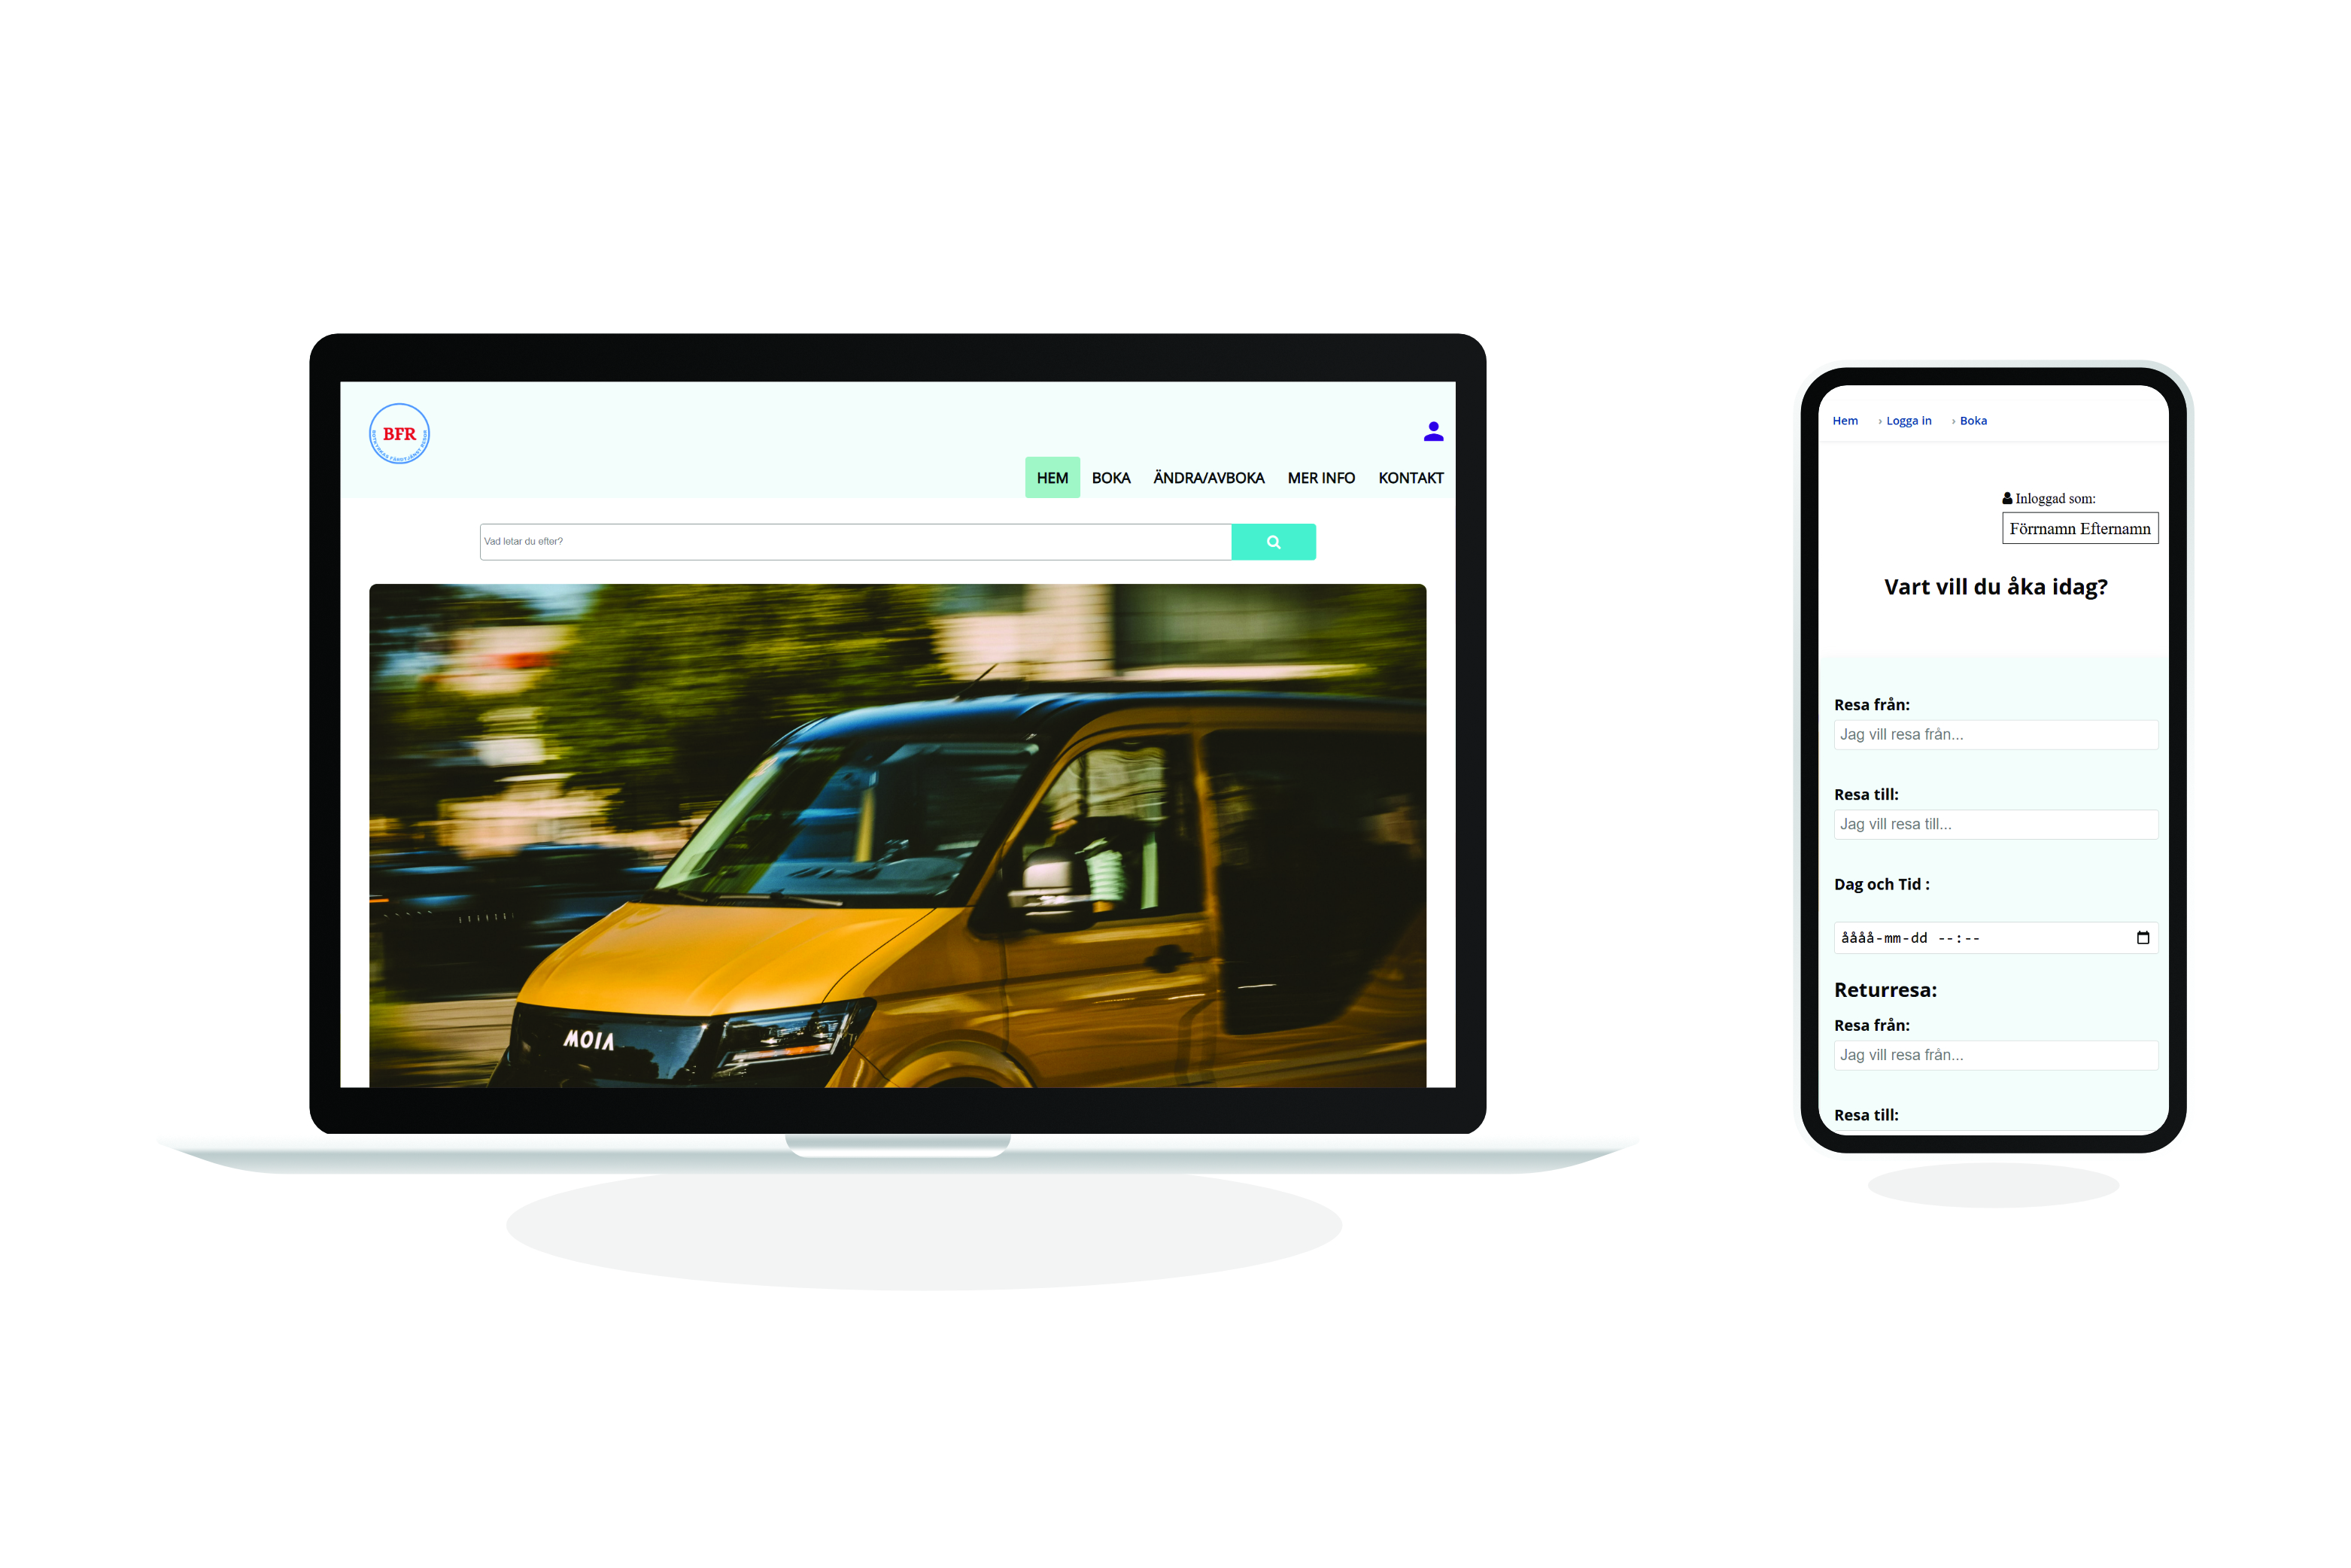 BFR
HEM BOKA ÄNDRA/AVBOKA MER INFO KONTAKT
Vad letar du efter?
MOIA
Hem › Logga in › Boka
Inloggad som:
Förrnamn Efternamn
Vart vill du åka idag?
Resa från:
Jag vill resa från...
Resa till:
Jag vill resa till...
Dag och Tid :
åååå-mm-dd --:--
Returresa:
Resa från:
Jag vill resa från...
Resa till: